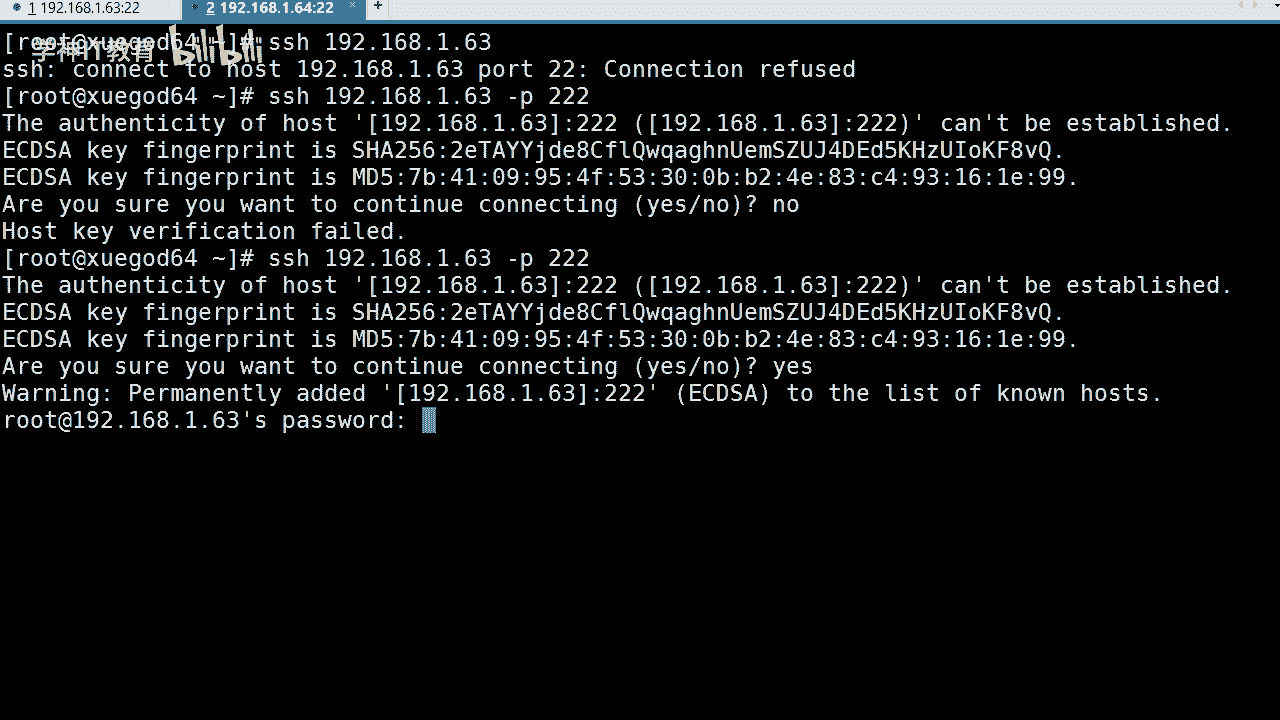 1 192.168.1.63:22
2 192.168.1.64:22
[root@xuegod64 ~]# ssh 192.168.1.63
学神IT教育 bilibili
ssh: connect to host 192.168.1.63 port 22: Connection refused
[root@xuegod64 ~]# ssh 192.168.1.63 -p 222
The authenticity of host '[192.168.1.63]:222 ([192.168.1.63]:222)' can't be established.
ECDSA key fingerprint is SHA256:2eTAYYjde8CflQwqaghnUemSZUJ4DEd5KHzUIoKF8vQ.
ECDSA key fingerprint is MD5:7b:41:09:95:4f:53:30:0b:b2:4e:83:c4:93:16:1e:99.
Are you sure you want to continue connecting (yes/no)? no
Host key verification failed.
[root@xuegod64 ~]# ssh 192.168.1.63 -p 222
The authenticity of host '[192.168.1.63]:222 ([192.168.1.63]:222)' can't be established.
ECDSA key fingerprint is SHA256:2eTAYYjde8CflQwqaghnUemSZUJ4DEd5KHzUIoKF8vQ.
ECDSA key fingerprint is MD5:7b:41:09:95:4f:53:30:0b:b2:4e:83:c4:93:16:1e:99.
Are you sure you want to continue connecting (yes/no)? yes
Warning: Permanently added '[192.168.1.63]:222' (ECDSA) to the list of known hosts.
root@192.168.1.63's password: